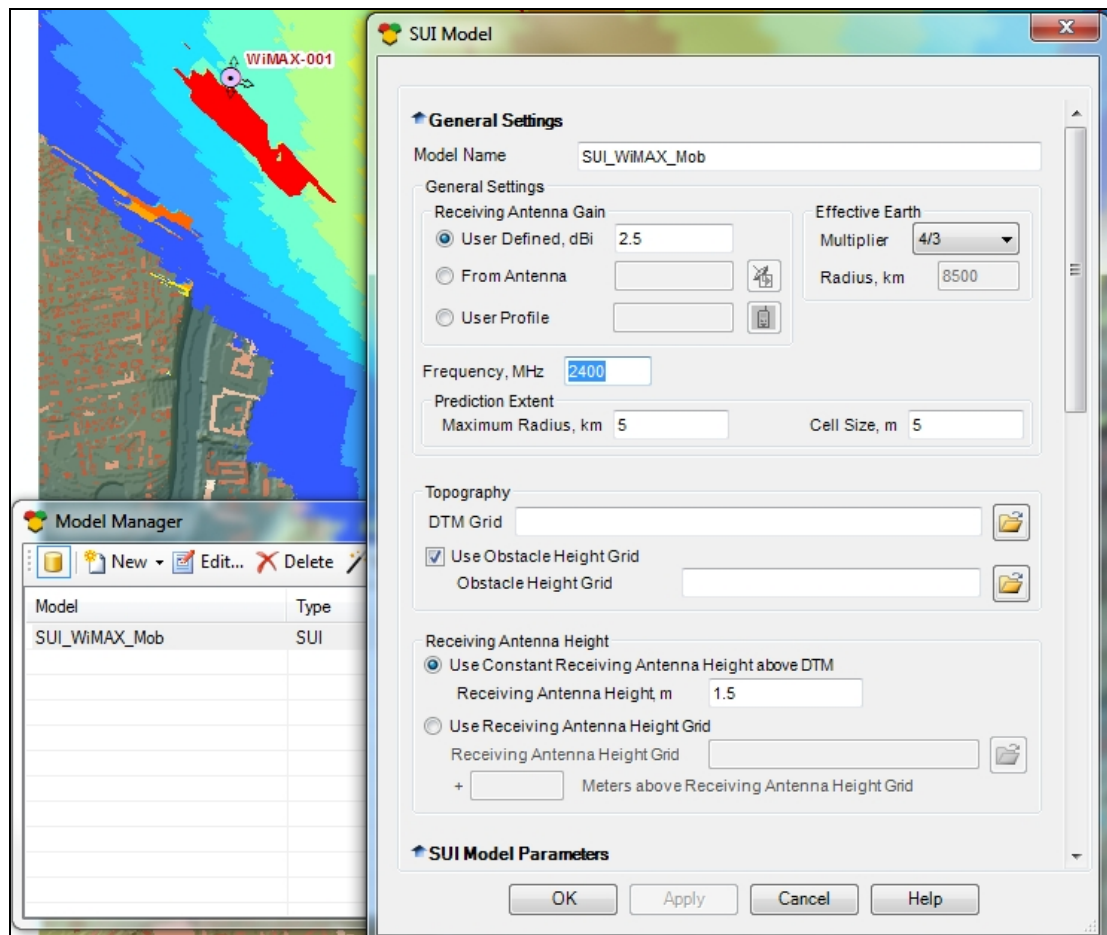 WiMAX-001
SUI Model
General Settings
Model Name SUI_WiMAX_Mob
General Settings
Receiving Antenna Gain
User Defined, dBi 2.5
From Antenna
User Profile
Effective Earth
Multiplier 4/3
Radius, km 8500
Frequency, MHz 2400
Prediction Extent
Maximum Radius, km 5 Cell Size, m 5
Topography
DTM Grid
Use Obstacle Height Grid
Obstacle Height Grid
Receiving Antenna Height
Use Constant Receiving Antenna Height above DTM
Receiving Antenna Height, m 1.5
Use Receiving Antenna Height Grid
Receiving Antenna Height Grid
+ Meters above Receiving Antenna Height Grid
SUI Model Parameters
OK Apply Cancel Help
Model Manager
New Edit... Delete
Model Type
SUI_WiMAX_Mob SUI